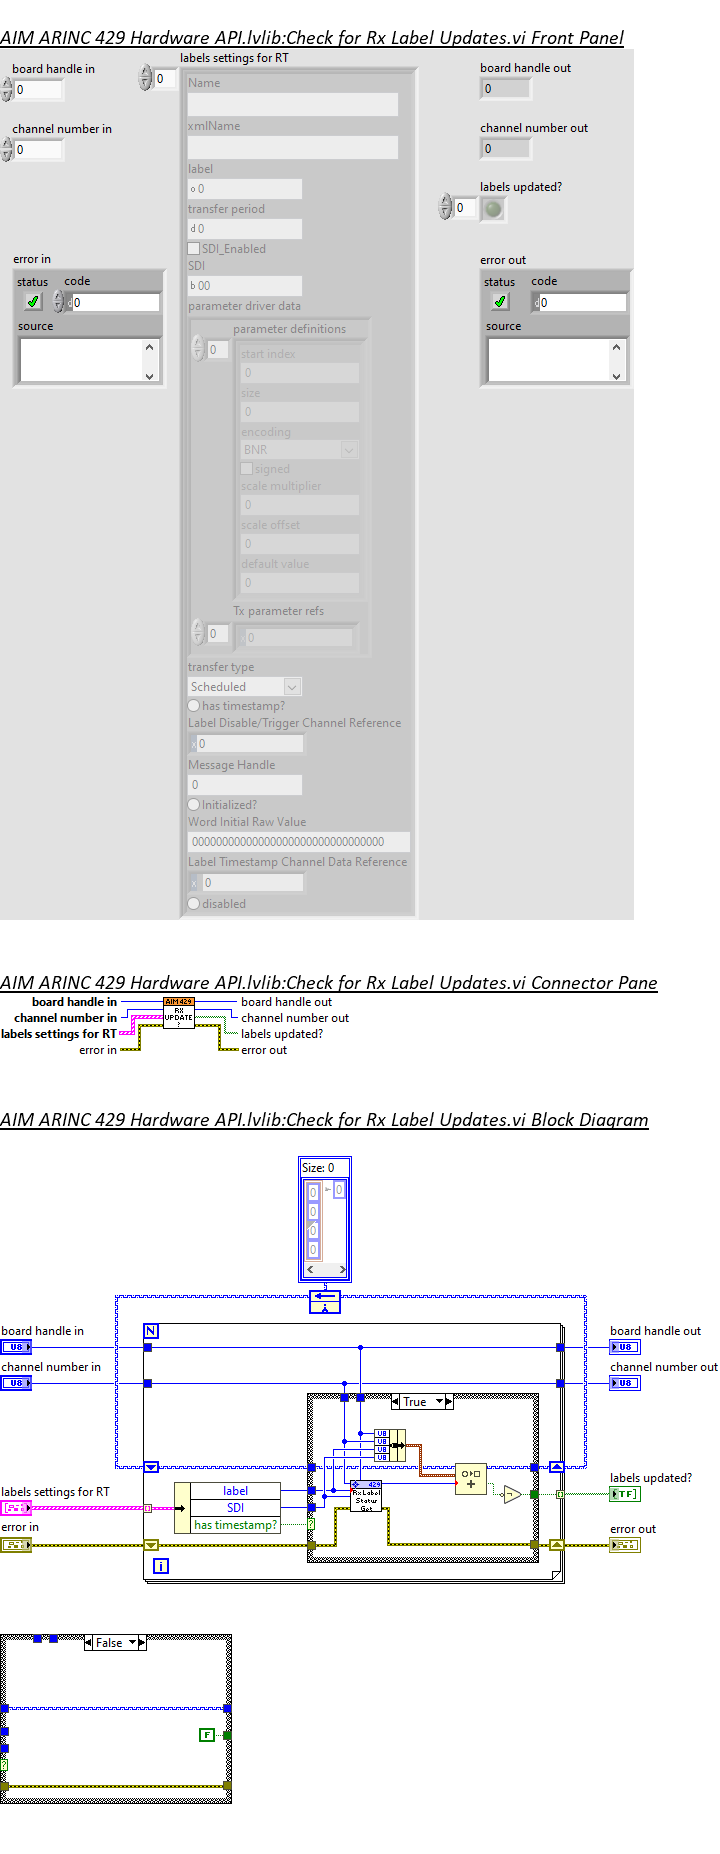 AIM ARINC 429 Hardware API.lvlib:Check for Rx Label Updates.vi Front Panel
board handle in
0
channel number in
0
error in
status code
0
source
labels settings for RT
0
Name
xmlName
label
o 0
transfer period
d 0
SDI_Enabled
SDI
b 00
parameter driver data
parameter definitions
0
start index
0
size
0
encoding
BNR
signed
scale multiplier
0
scale offset
0
default value
0
Tx parameter refs
0
0
transfer type
Scheduled
has timestamp?
Label Disable/Trigger Channel Reference
x 0
Message Handle
0
Initialized?
Word Initial Raw Value
00000000000000000000000000000000
Label Timestamp Channel Data Reference
x 0
disabled
board handle out
0
channel number out
0
labels updated?
0
error out
status code
d0
source
AIM ARINC 429 Hardware API.lvlib:Check for Rx Label Updates.vi Connector Pane
board handle in
channel number in
labels settings for RT
error in
AIM 429
RX
UPDATE
?
board handle out
channel number out
labels updated?
error out
AIM ARINC 429 Hardware API.lvlib:Check for Rx Label Updates.vi Block Diagram
Size: 0
0 0
0
0
0
N
board handle in
U8
channel number in
U8
board handle out
U8
channel number out
U8
True
U8
U8
U8
U8
labels settings for RT
error in
label
SDI
has timestamp?
?
429
Rx Label
Status
Get
labels updated?
TF
error out
i
False
F
?